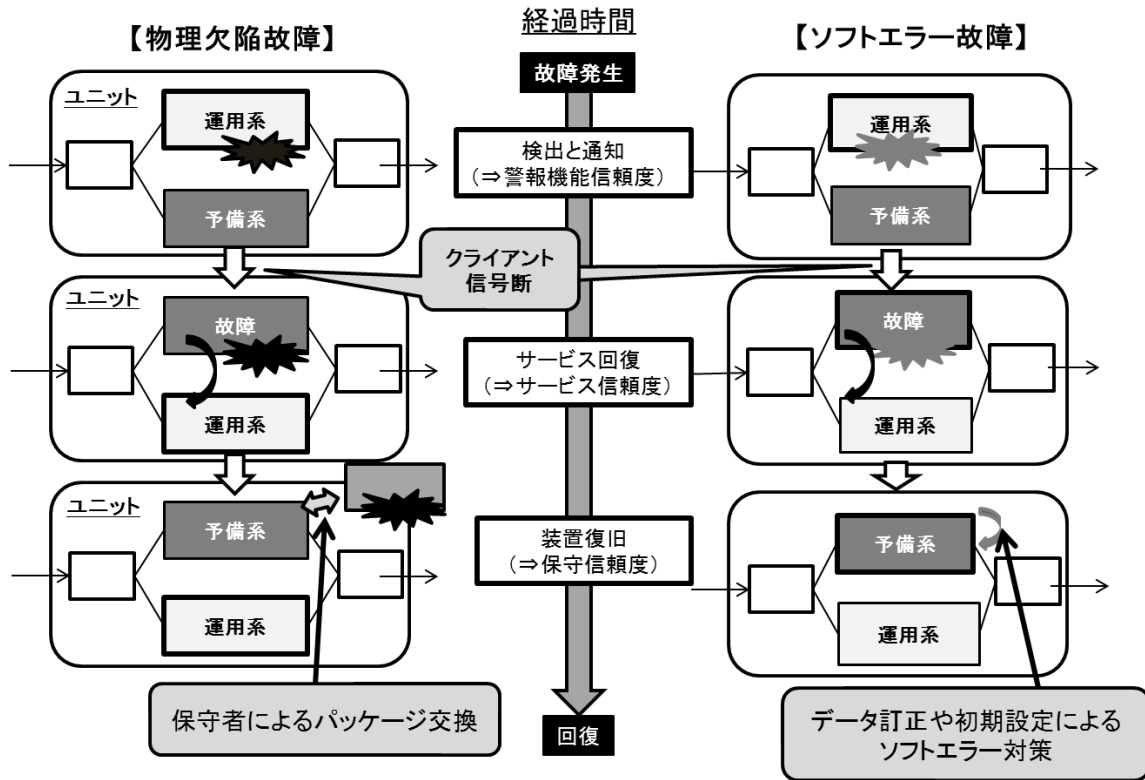 経過時間
【物理欠陥故障】
【ソフトエラー故障】
故障発生
ユニット
運用系
予備系
検出と通知
(⇒警報機能信頼度)
運用系
予備系
クライアント
信号断
ユニット
故障
運用系
サービス回復
(⇒サービス信頼度)
故障
運用系
ユニット
予備系
運用系
装置復旧
(⇒保守信頼度)
予備系
運用系
保守者によるパッケージ交換
回復
データ訂正や初期設定による
ソフトエラー対策